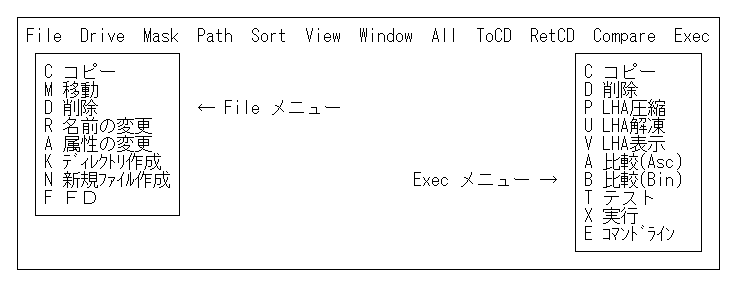 File Drive Mask Path Sort View Window All ToCD RetCD Compare Exec
C コピー
M 移動
D 削除
R 名前の変更
A 属性の変更
K ﾃﾞｨﾚｸﾄﾘ作成
N 新規ﾌｧｲﾙ作成
F ＦＤ
← File メニュー
Exec メニュー →
C コピー
D 削除
P LHA圧縮
U LHA解凍
V LHA表示
A 比較(Asc)
B 比較(Bin)
T テスト
X 実行
E ｺﾏﾝﾄﾞﾗｲﾝ